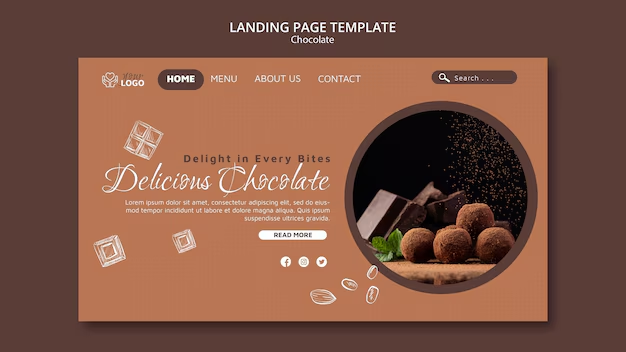 LANDING PAGE TEMPLATE
Chocolate
Your
LOGO
HOME MENU ABOUT US CONTACT Search . . .
Delight in Every Bites
Delicious Chocolate
Lorem ipsum dolor sit amet, consectetur adipiscing elit,
sed do eiusmod tempor incididunt ut labore et
dolore magna aliqua. Quis ipsum
suspendisse ultrices gravida.
READ MORE